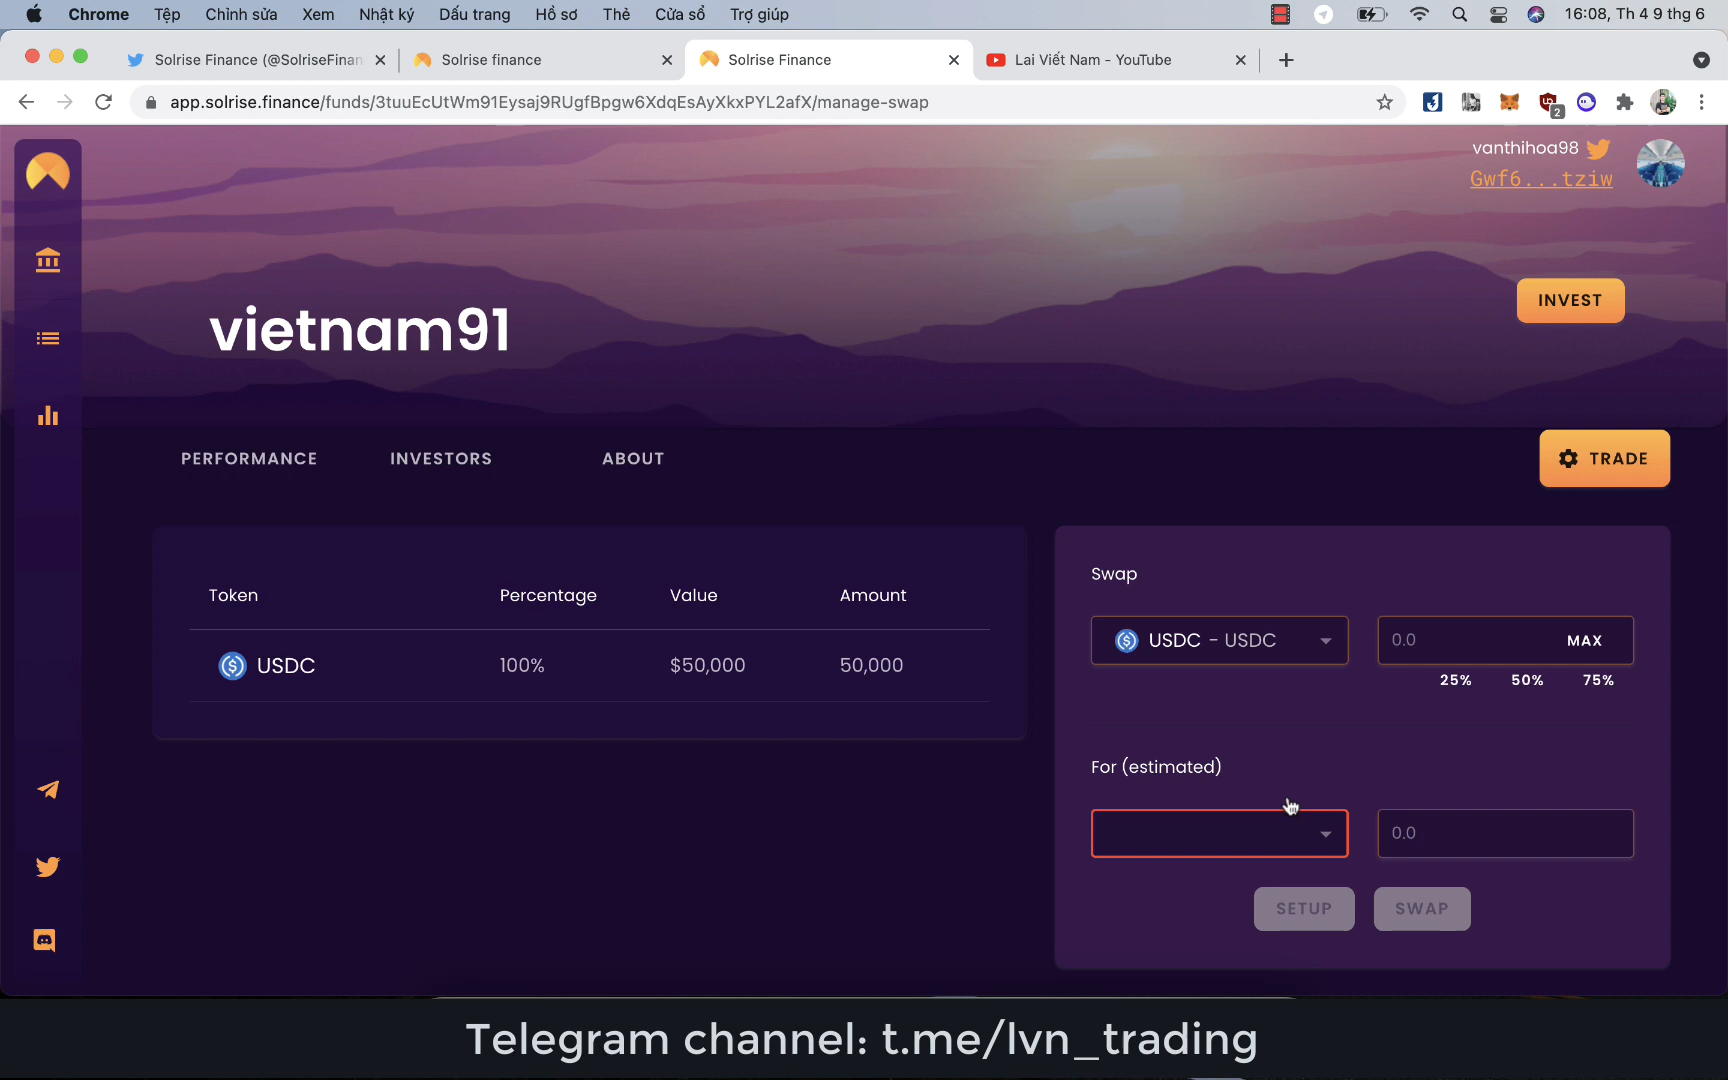 Chrome Tệp Chỉnh sửa Xem Nhật ký Dấu trang Hồ sơ Thẻ Cửa sổ Trợ giúp 16:08, Th 4 9 thg 6
Solrise Finance (@SolriseFinan Solrise finance Solrise Finance Lai Viết Nam - YouTube
app.solrise.finance/funds/3tuuEcUtWm91Eysaj9RUgfBpgw6XdqEsAyXkxPYL2afX/manage-swap
2
vanthihoa98
Gwf6...tziw
INVEST
vietnam91
PERFORMANCE INVESTORS ABOUT TRADE
Token Percentage Value Amount
USDC 100% $50,000 50,000
Swap
USDC - USDC 0.0 MAX
25% 50% 75%
For (estimated)
0.0
SETUP SWAP
Telegram channel: t.me/lvn_trading